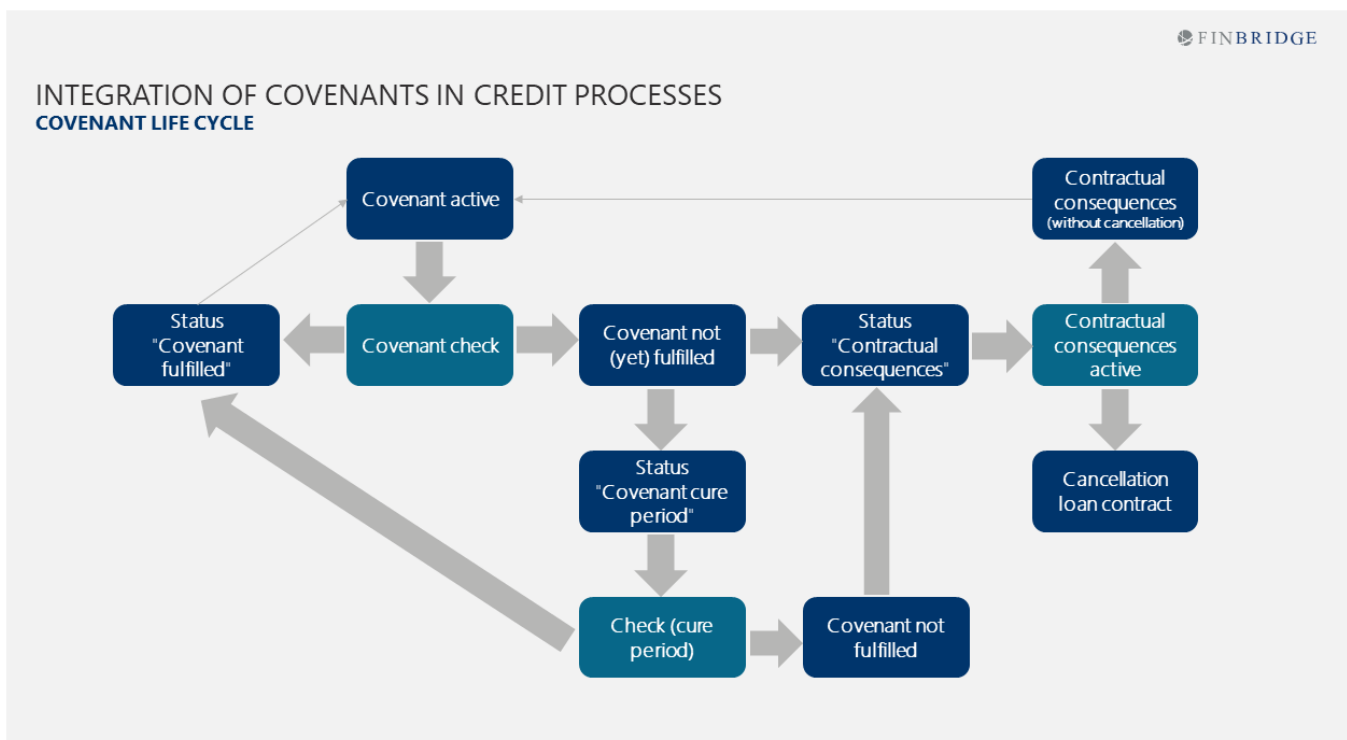 FINBRIDGE
INTEGRATION OF COVENANTS IN CREDIT PROCESSES
COVENANT LIFE CYCLE
Covenant active
Contractual
consequences
(without cancellation)
Status
"Covenant
fulfilled"
Covenant check
Covenant not
(yet) fulfilled
Status
"Contractual
consequences"
Contractual
consequences
active
Status
"Covenant cure
period"
Cancellation
loan contract
Check (cure
period)
Covenant not
fulfilled